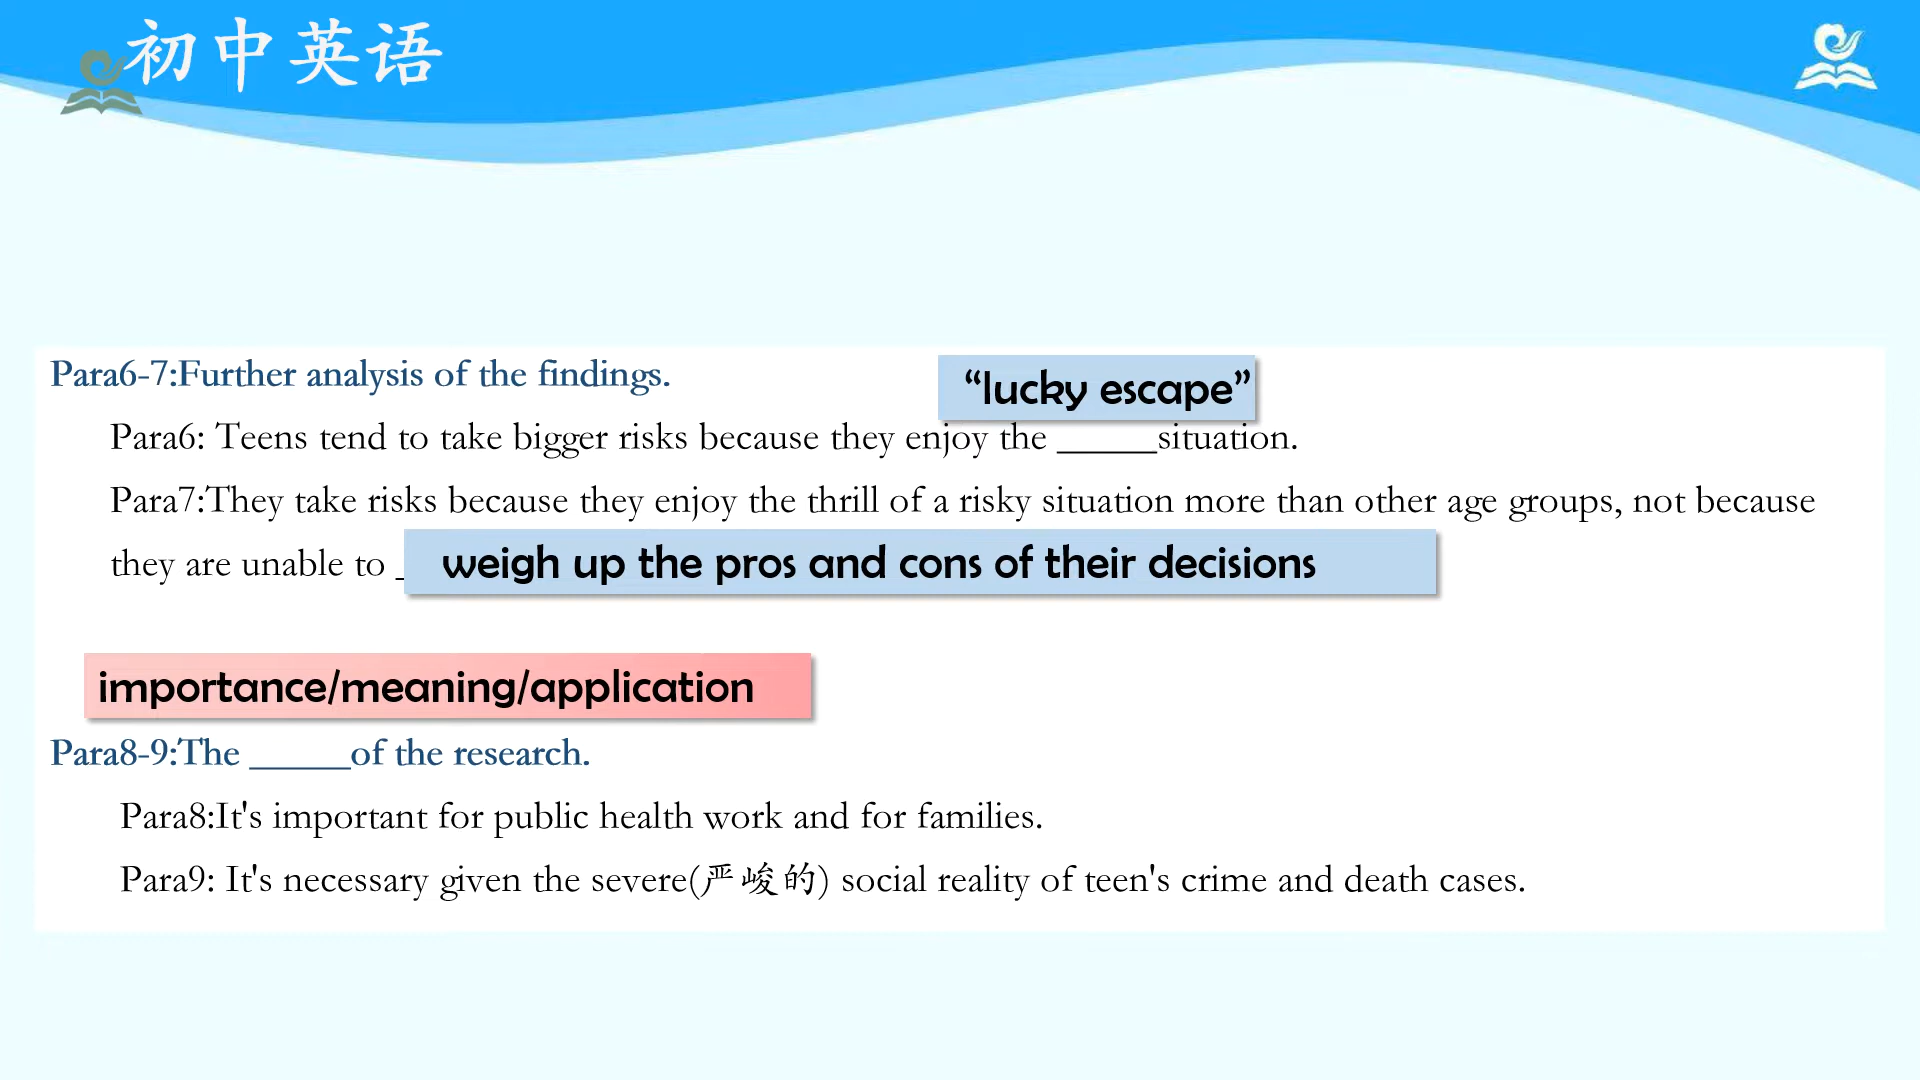 初中英语
Para6-7:Further analysis of the findings.
“lucky escape”
Para6: Teens tend to take bigger risks because they enjoy the _____situation.
Para7:They take risks because they enjoy the thrill of a risky situation more than other age groups, not because
they are unable to _
weigh up the pros and cons of their decisions
importance/meaning/application
Para8-9:The _____of the research.
Para8:It's important for public health work and for families.
Para9: It's necessary given the severe(严峻的) social reality of teen's crime and death cases.